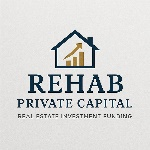 REHAB
PRIVATE CAPITAL
REAL ESTATE INVESTMENT FUNDING